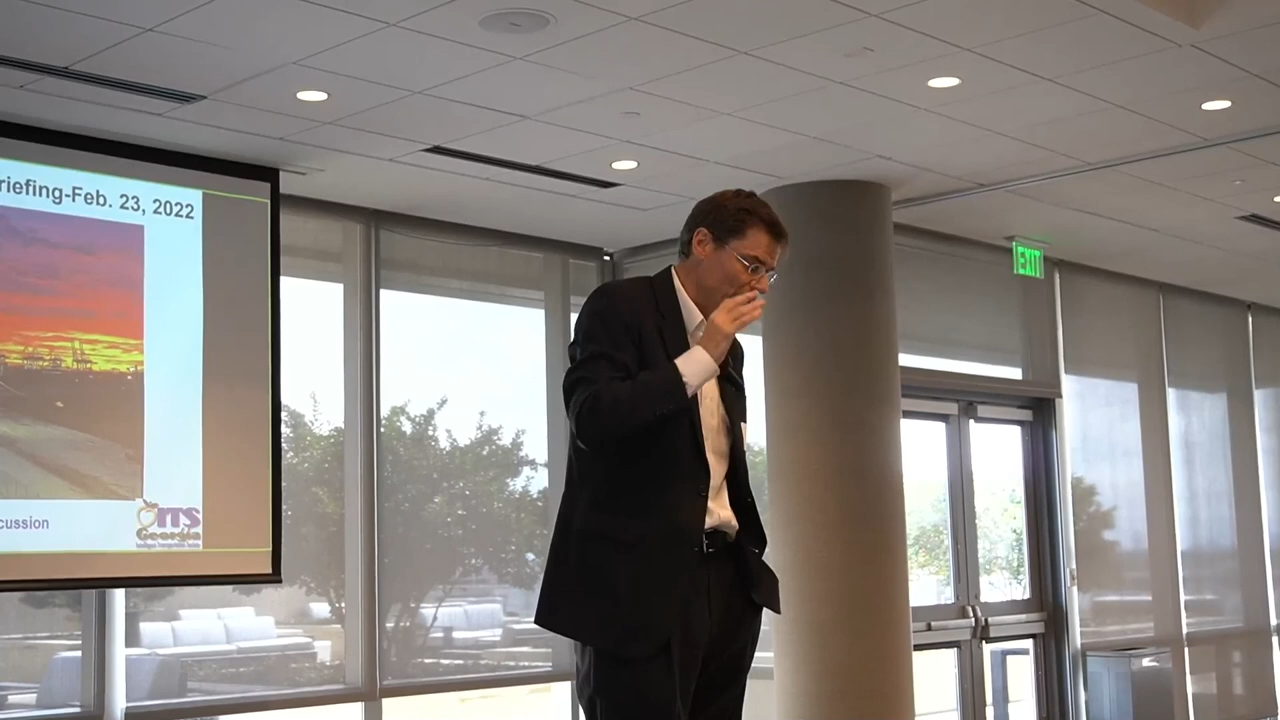 riefing-Feb. 23, 2022
EXIT
cussion
ITS
Georgia